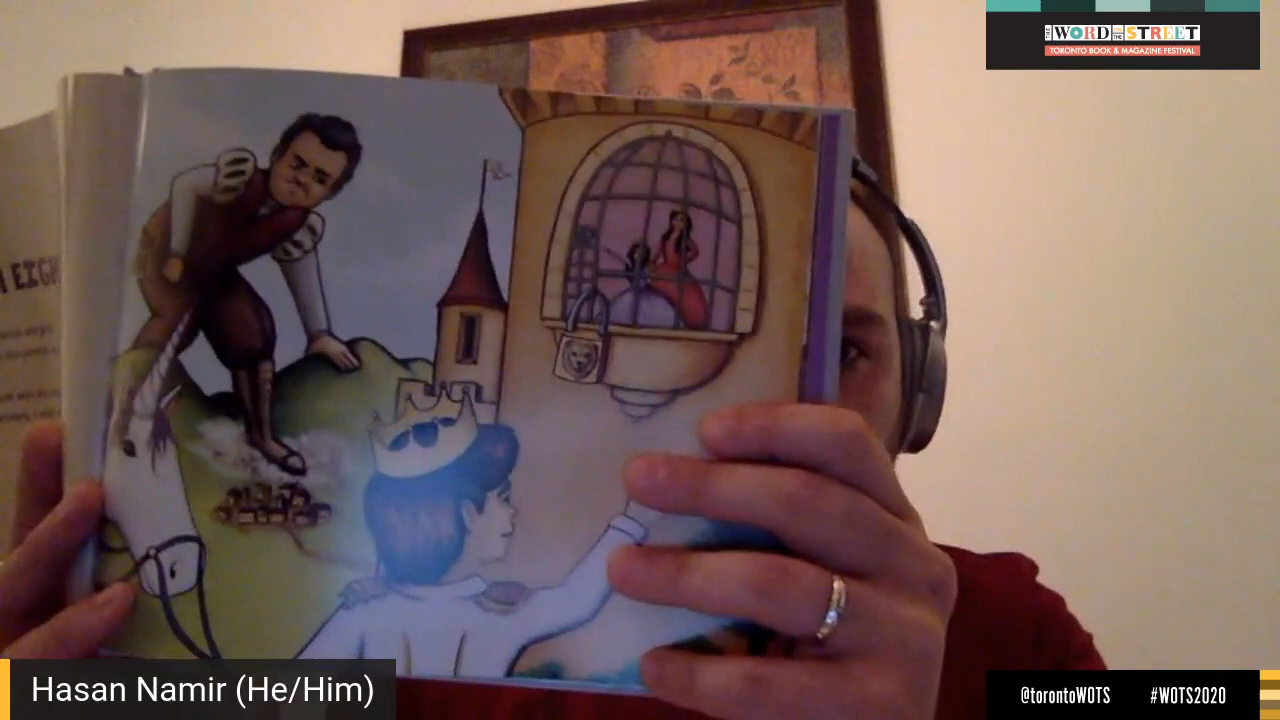 THE WORD ON THE STREET
TORONTO BOOK & MAGAZINE FESTIVAL
Hasan Namir (He/Him)
@torontoWOTS #WOTS2020